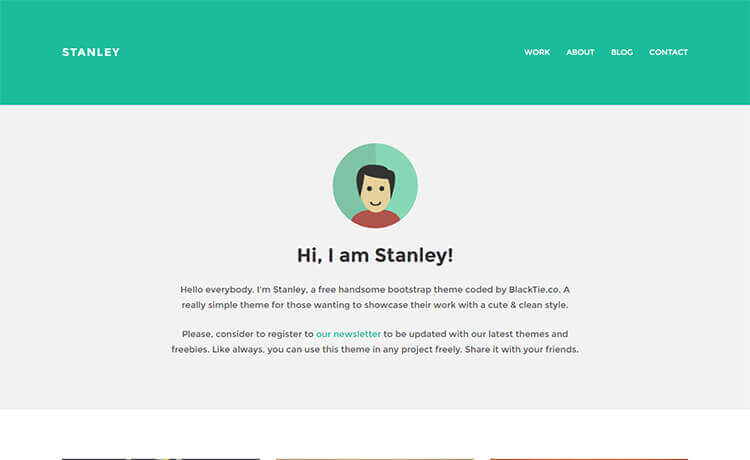 STANLEY
WORK ABOUT BLOG CONTACT
Hi, I am Stanley!
Hello everybody. I'm Stanley, a free handsome bootstrap theme coded by BlackTie.co. A
really simple theme for those wanting to showcase their work with a cute & clean style.
Please, consider to register to our newsletter to be updated with our latest themes and
freebies. Like always, you can use this theme in any project freely. Share it with your friends.